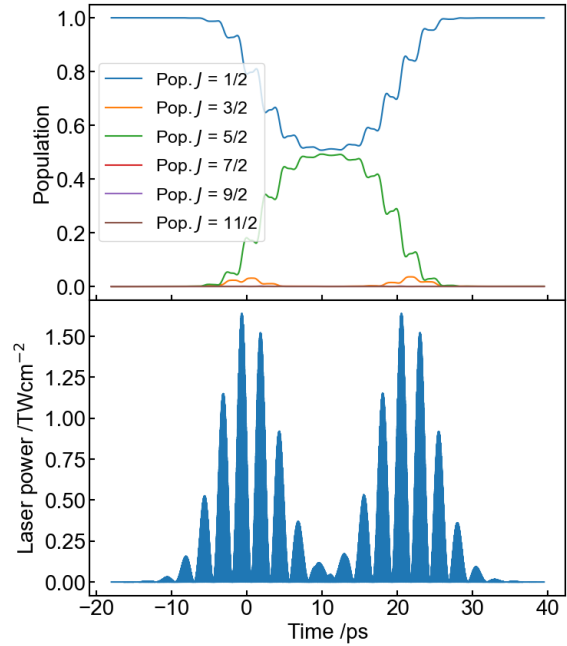 1.0
0.8
0.6
0.4
0.2
0.0
Population
Pop. J = 1/2
Pop. J = 3/2
Pop. J = 5/2
Pop. J = 7/2
Pop. J = 9/2
Pop. J = 11/2
1.50
1.25
1.00
0.75
0.50
0.25
0.00
Laser power /TWcm⁻²
−20 −10 0 10 20 30 40
Time /ps